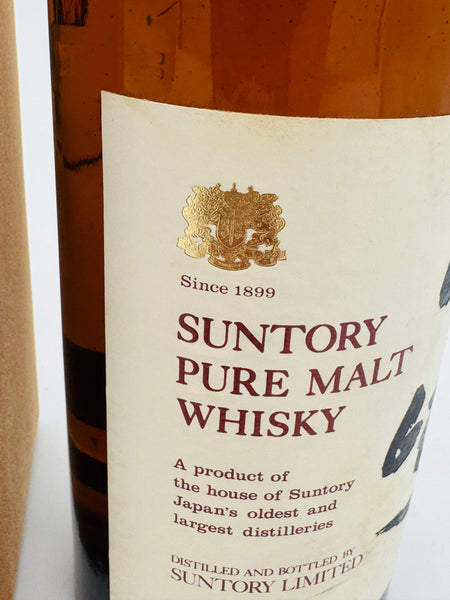 Since 1899
SUNTORY
PURE MALT
WHISKY
A product of
the house of Suntory
Japan's oldest and
largest distilleries
DISTILLED AND BOTTLED BY
SUNTORY LIMITED